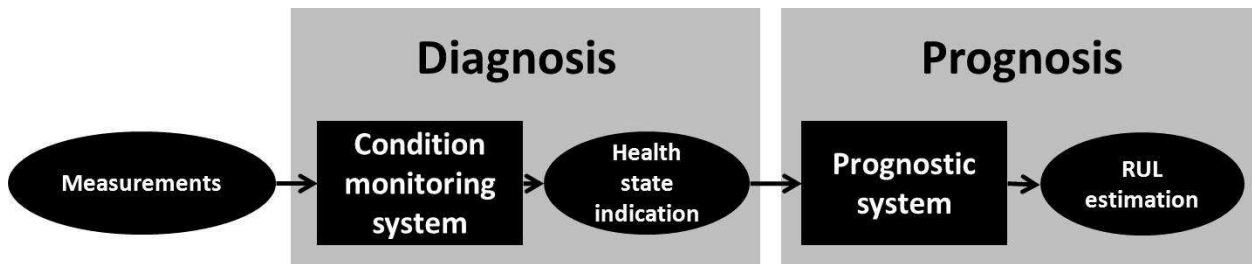 Diagnosis
Prognosis
Measurements
Condition
monitoring
system
Health
state
indication
Prognostic
system
RUL
estimation